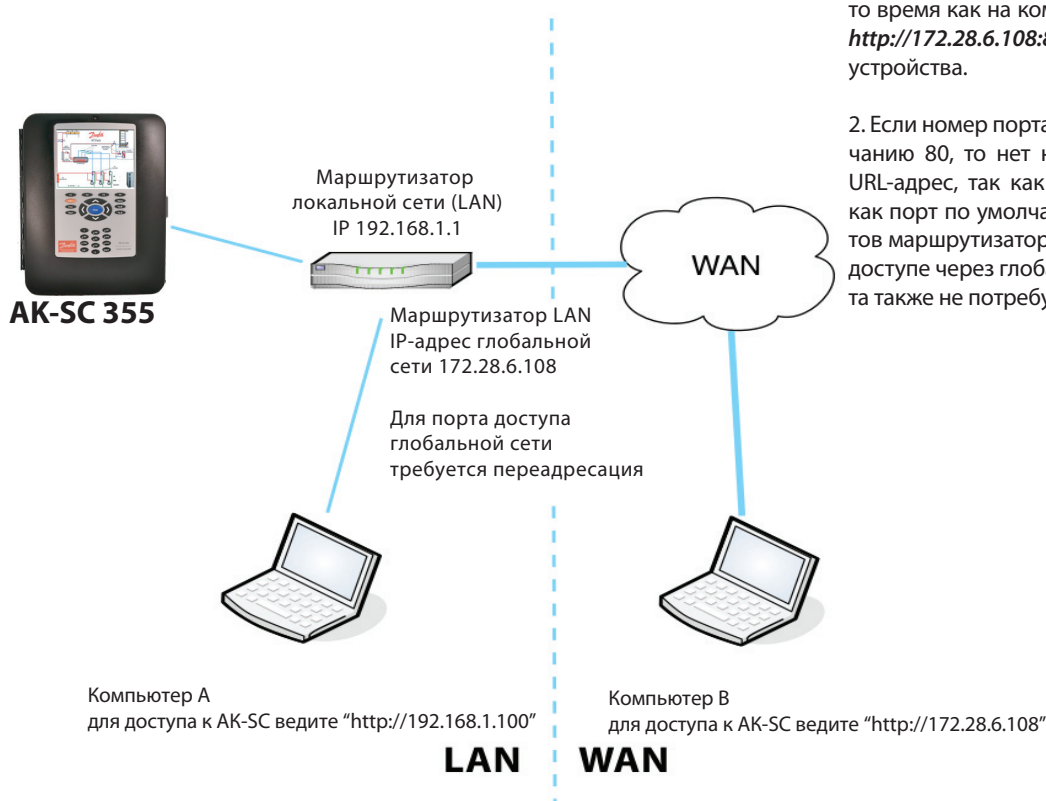 то время как на ком
http://172.28.6.108:8
устройства.
2. Если номер порта
чанию 80, то нет н
URL-адрес, так как
как порт по умолча
тов маршрутизатор
доступе через глоба
та также не потребу
Маршрутизатор
локальной сети (LAN)
IP 192.168.1.1
WAN
AK-SC 355
Маршрутизатор LAN
IP-адрес глобальной
сети 172.28.6.108
Для порта доступа
глобальной сети
требуется переадресация
Компьютер A
для доступа к AK-SC ведите “http://192.168.1.100”
Компьютер B
для доступа к AK-SC ведите “http://172.28.6.108”
LAN
WAN
Danfoss